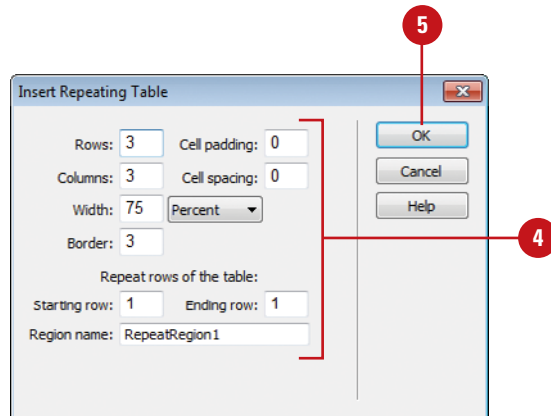 5
Insert Repeating Table
Rows: 3 Cell padding: 0 OK
Columns: 3 Cell spacing: 0 Cancel
Width: 75 Percent Help
Border: 3
4
Repeat rows of the table:
Starting row: 1 Ending row: 1
Region name: RepeatRegion1